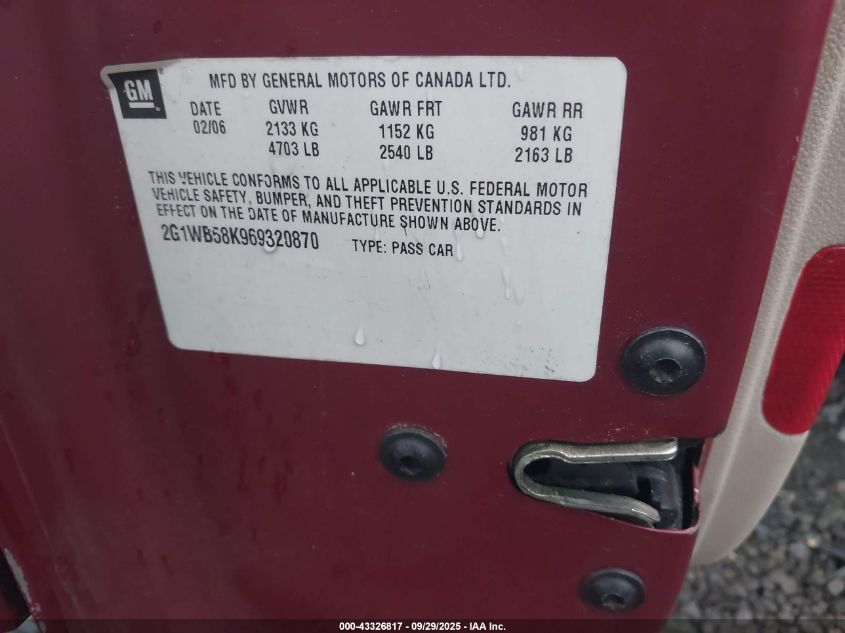 GM
MFD BY GENERAL MOTORS OF CANADA LTD.
DATE GVWR GAWR FRT GAWR RR
02/06 2133 KG 1152 KG 981 KG
4703 LB 2540 LB 2163 LB
THIS VEHICLE CONFORMS TO ALL APPLICABLE U.S. FEDERAL MOTOR
VEHICLE SAFETY, BUMPER, AND THEFT PREVENTION STANDARDS IN
EFFECT ON THE DATE OF MANUFACTURE SHOWN ABOVE.
2G1WB58K969320870 TYPE: PASS CAR
000-43326817 - 09/29/2025 - IAA Inc.